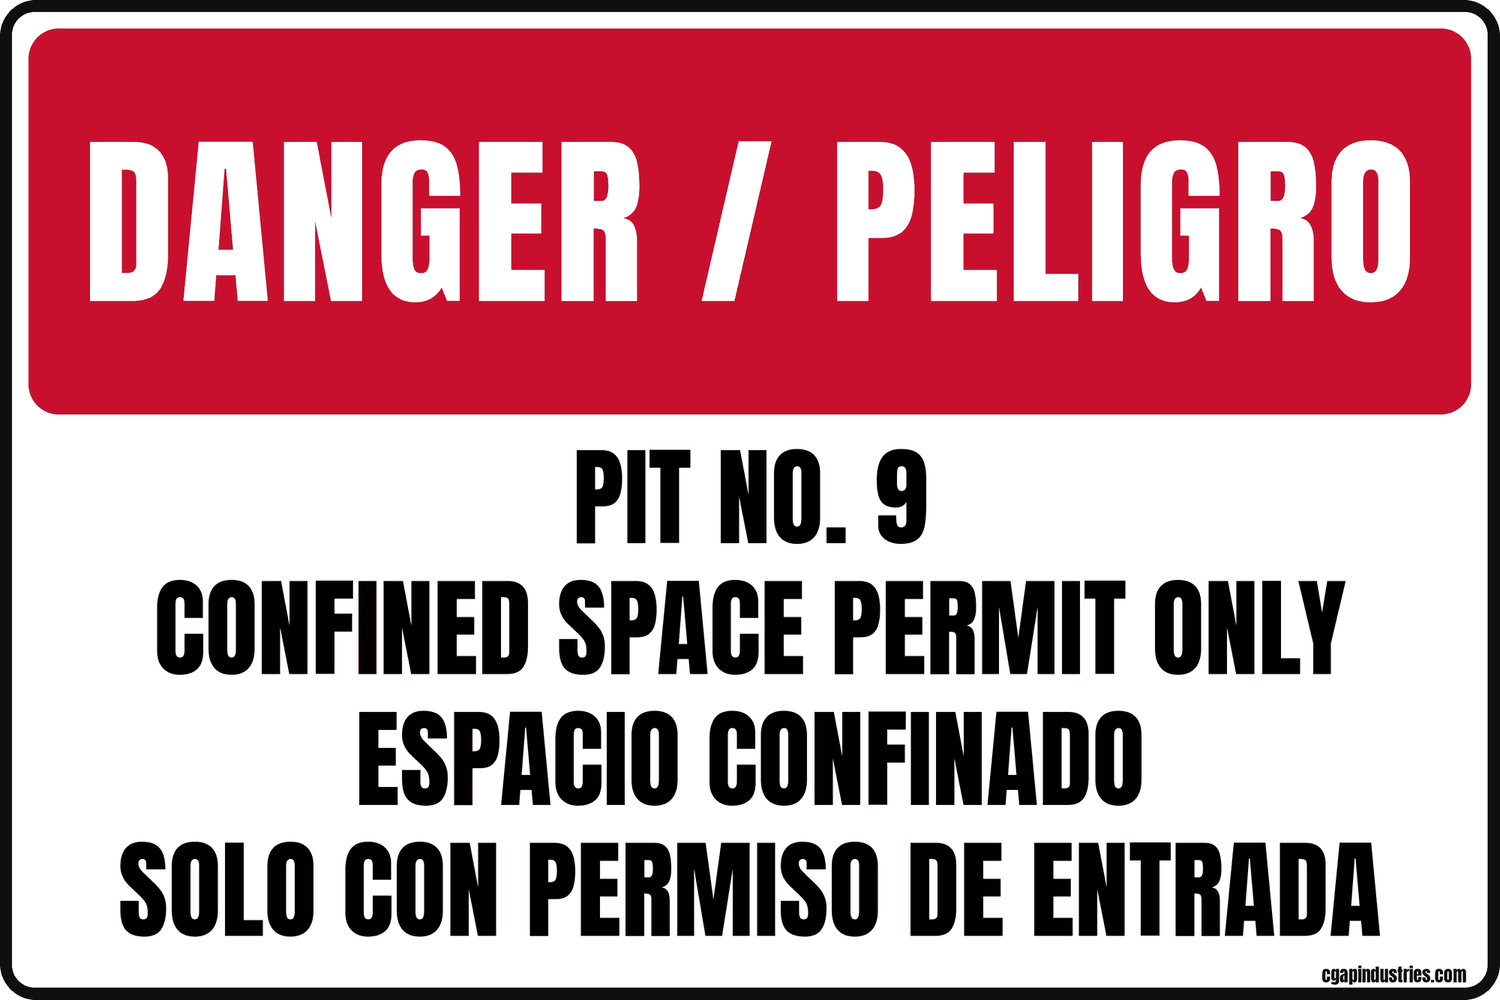 DANGER / PELIGRO
PIT NO. 9
CONFINED SPACE PERMIT ONLY
ESPACIO CONFINADO
SOLO CON PERMISO DE ENTRADA
cgapindustries.com